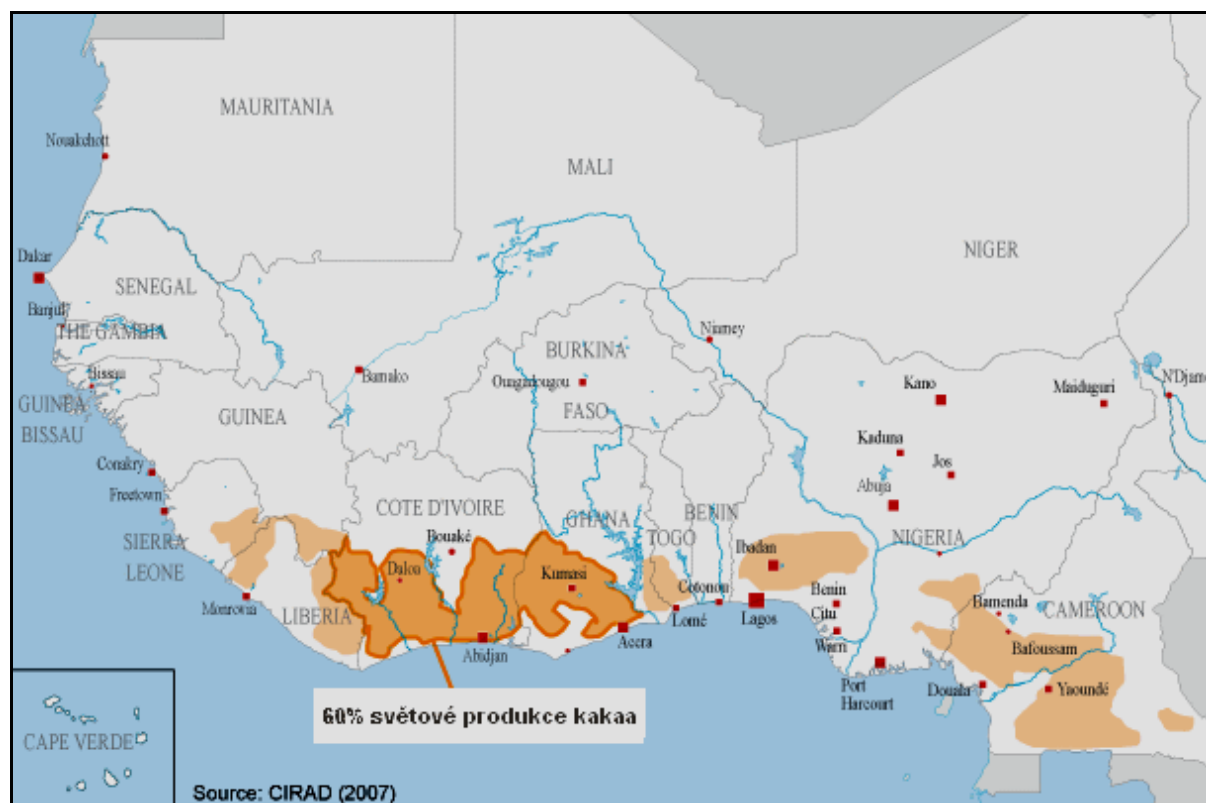 MAURITANIA
Nouakchott
MALI
NIGER
Dakar
SENEGAL
Banjul
THE GAMBIA
Niamey
BURKINA
Bissau
Bamako
Ouagadougou
Kano
Maiduguri
N'Djame
GUINEA
BISSAU
GUINEA
FASO
Kaduna
Jos
Conakry
Abuja
Freetown
COTE D'IVOIRE
GHANA
BENIN
NIGERIA
SIERRA
LEONE
Bouaké
TOGO
Ibadan
Daloa
Kumasi
Cotonou
Benin
Bamenda
CAMEROON
Monrovia
LIBERIA
Lomé
Lagos
Warri
Abidjan
Accra
Bafoussam
Port
Harcourt
Douala
Yaoundé
60% světové produkce kakaa
CAPE VERDE
Source: CIRAD (2007)